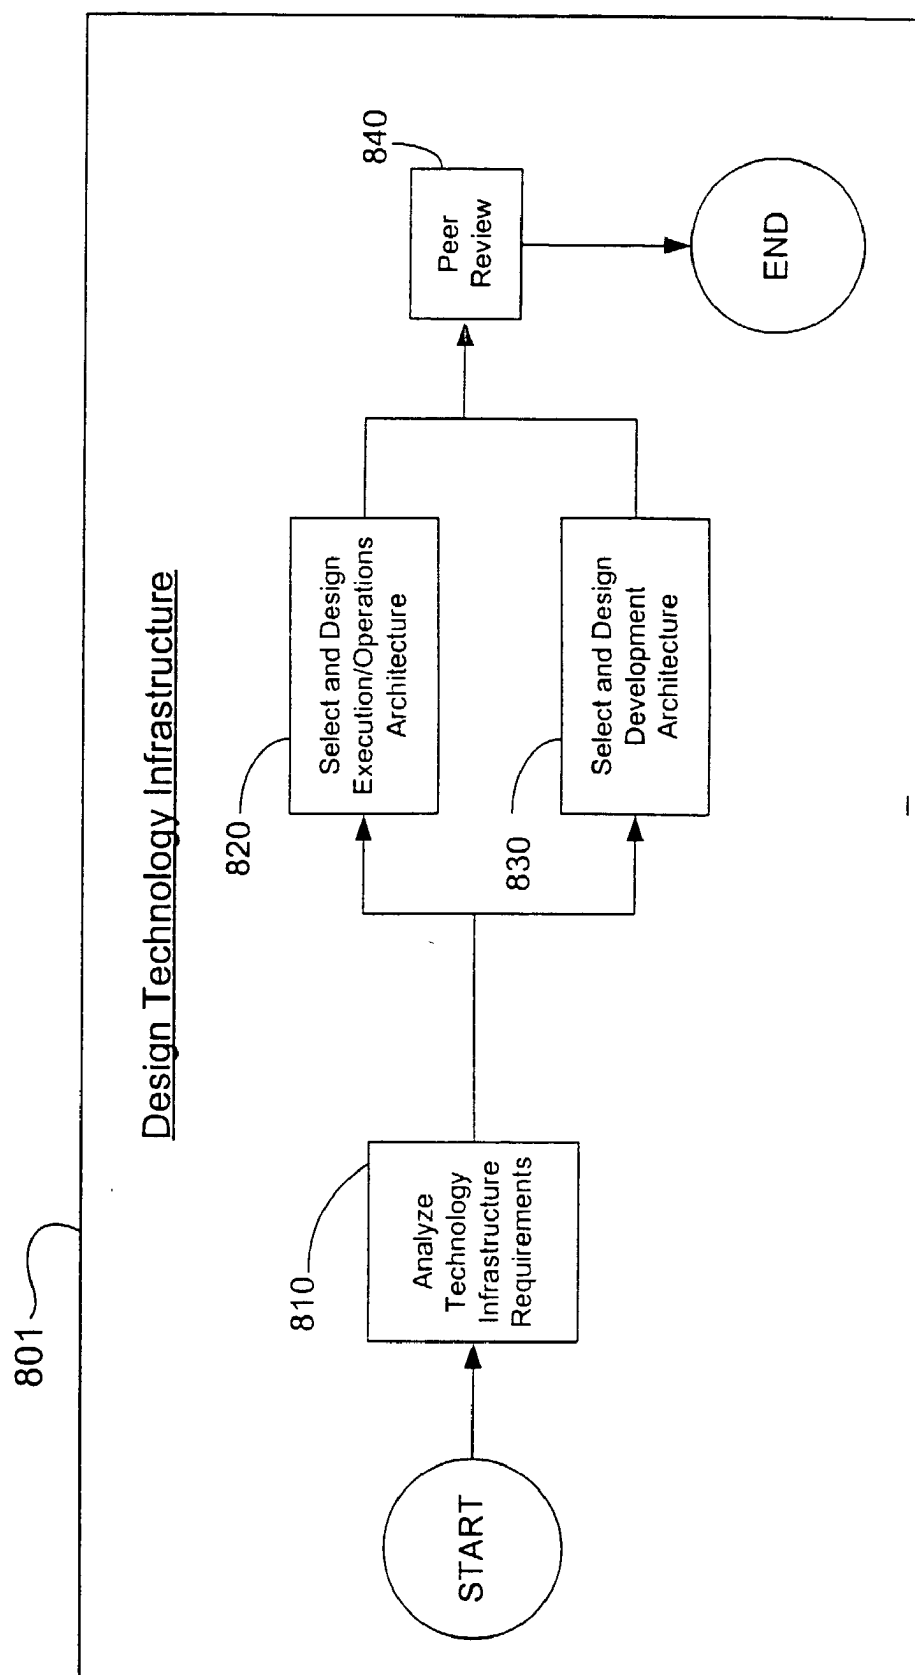 801
Design Technology Infrastructure
START
810
Analyze
Technology
Infrastructure
Requirements
820
Select and Design
Execution/Operations
Architecture
830
Select and Design
Development
Architecture
840
Peer
Review
END